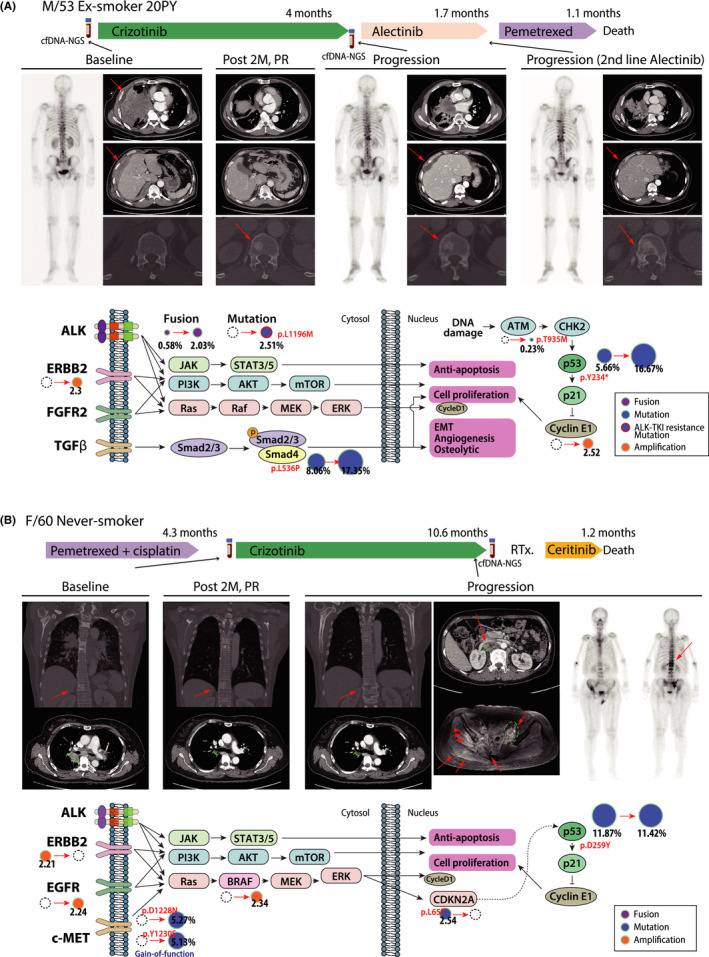 (A)
M/53 Ex-smoker 20PY
4 months
1.7 months
1.1 months
Crizotinib
Alectinib
Pemetrexed
Death
cfDNA-NGS
cfDNA-NGS
Baseline
Post 2M, PR
Progression
Progression (2nd line Alectinib)
Fusion
Mutation
Cytosol
Nucleus
ALK
0.58%
2.03%
p.L1196M
2.51%
DNA damage
ATM
CHK2
p.T935M
0.23%
JAK
STAT3/5
Anti-apoptosis
p53
5.66%
16.67%
p.Y234*
ERBB2
2.3
PI3K
AKT
mTOR
Cell proliferation
p21
Ras
Raf
MEK
ERK
CycleD1
FGFR2
Cyclin E1
2.52
TGFβ
Smad2/3
P
Smad2/3
Smad4
p.L536P
8.06%
17.35%
EMT
Angiogenesis
Osteolytic
Fusion
Mutation
ALK-TKI resistance
Mutation
Amplification
(B)
F/60 Never-smoker
4.3 months
10.6 months
1.2 months
Pemetrexed + cisplatin
Crizotinib
RTx.
Ceritinib
Death
cfDNA-NGS
Baseline
Post 2M, PR
Progression
Cytosol
Nucleus
ALK
JAK
STAT3/5
Anti-apoptosis
p53
11.87%
11.42%
p.D259Y
ERBB2
2.21
PI3K
AKT
mTOR
Cell proliferation
p21
Ras
BRAF
MEK
ERK
CycleD1
EGFR
2.24
2.34
CDKN2A
2.54
Cyclin E1
c-MET
p.D1228N
5.27%
5.13%
Gain-of-function
Fusion
Mutation
Amplification